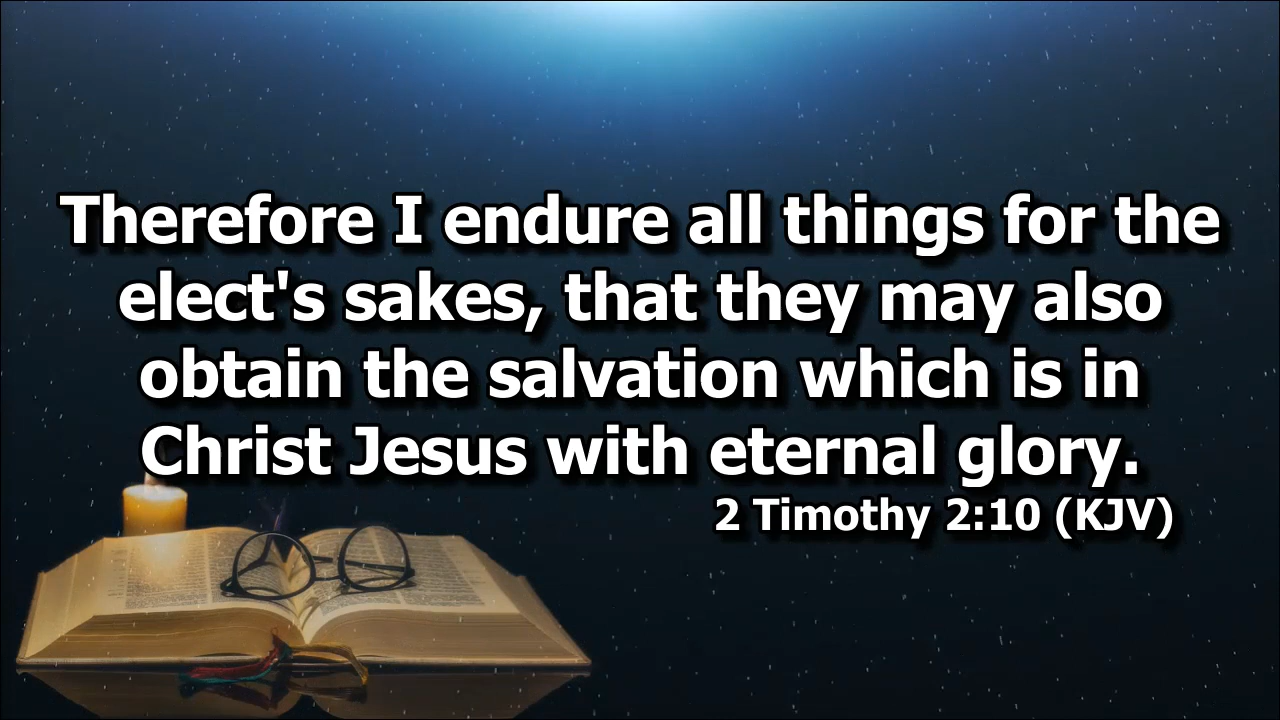 Therefore I endure all things for the
elect's sakes, that they may also
obtain the salvation which is in
Christ Jesus with eternal glory.
2 Timothy 2:10 (KJV)